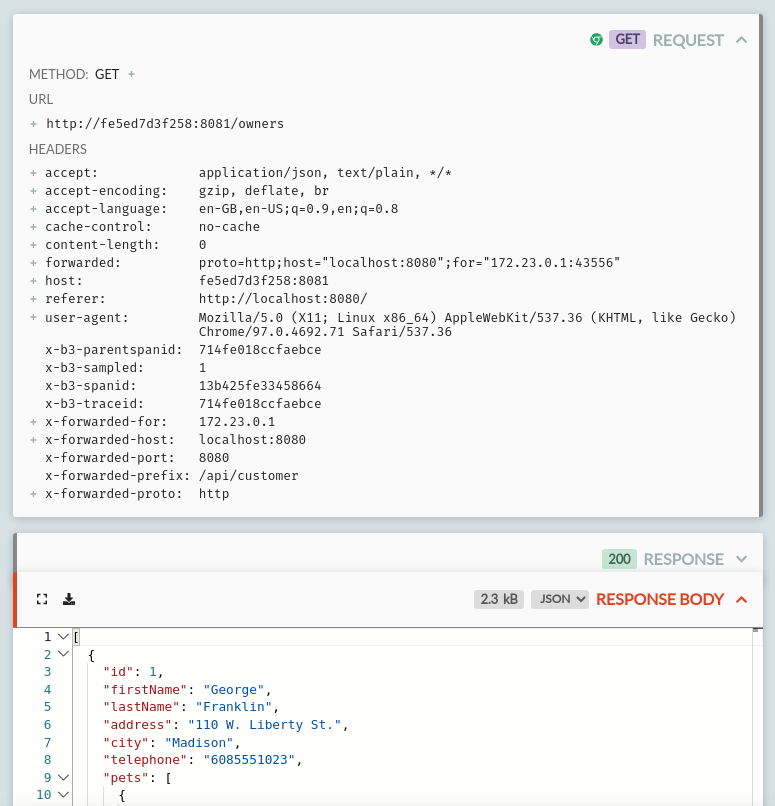 GET REQUEST
METHOD: GET +
URL
+ http://fe5ed7d3f258:8081/owners
HEADERS
+ accept: application/json, text/plain, */*
+ accept-encoding: gzip, deflate, br
+ accept-language: en-GB,en-US;q=0.9,en;q=0.8
+ cache-control: no-cache
+ content-length: 0
+ forwarded: proto=http;host="localhost:8080";for="172.23.0.1:43556"
+ host: fe5ed7d3f258:8081
+ referer: http://localhost:8080/
+ user-agent: Mozilla/5.0 (X11; Linux x86_64) AppleWebKit/537.36 (KHTML, like Gecko)
Chrome/97.0.4692.71 Safari/537.36
x-b3-parentspanid: 714fe018ccfaebce
x-b3-sampled: 1
x-b3-spanid: 13b425fe33458664
x-b3-traceid: 714fe018ccfaebce
+ x-forwarded-for: 172.23.0.1
+ x-forwarded-host: localhost:8080
x-forwarded-port: 8080
x-forwarded-prefix: /api/customer
+ x-forwarded-proto: http
200 RESPONSE
2.3 kB JSON RESPONSE BODY
1 [
2 {
3 "id": 1,
4 "firstName": "George",
5 "lastName": "Franklin",
6 "address": "110 W. Liberty St.",
7 "city": "Madison",
8 "telephone": "6085551023",
9 "pets": [
10 {